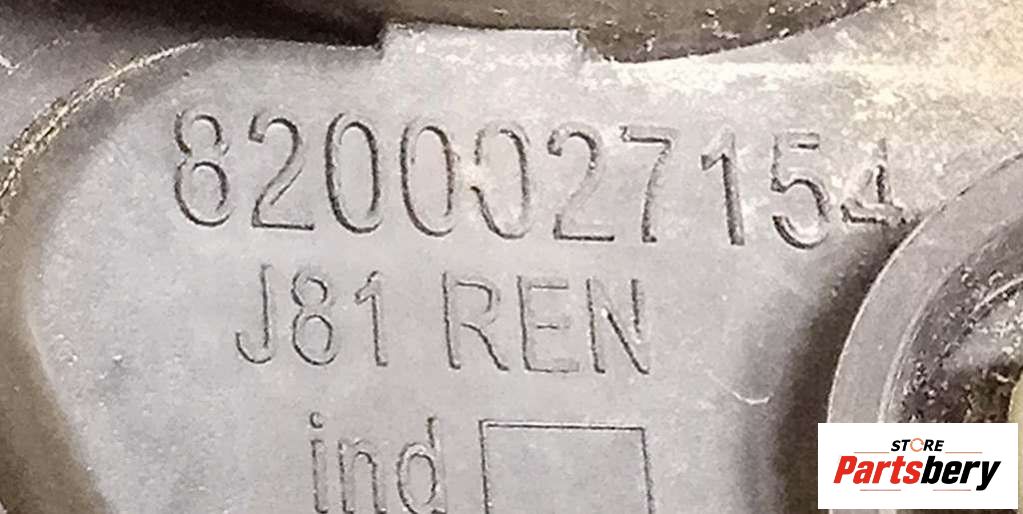 8200027154
J81 REN
ind
STORE
Partsbery